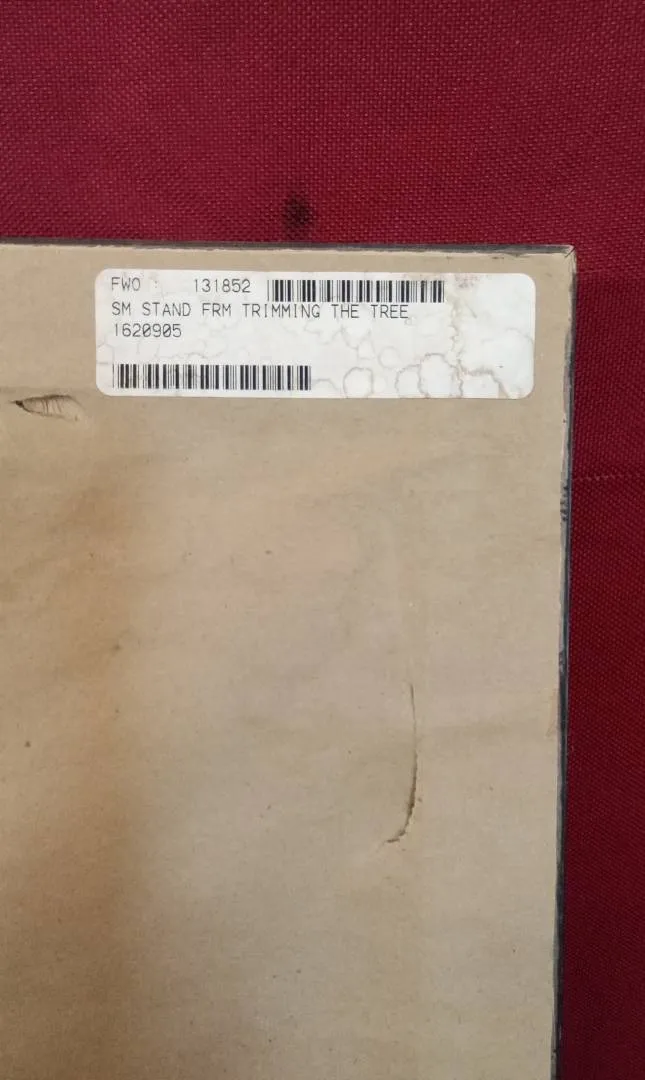 FWO : 131852
SM STAND FRM TRIMMING THE TREE
1620905